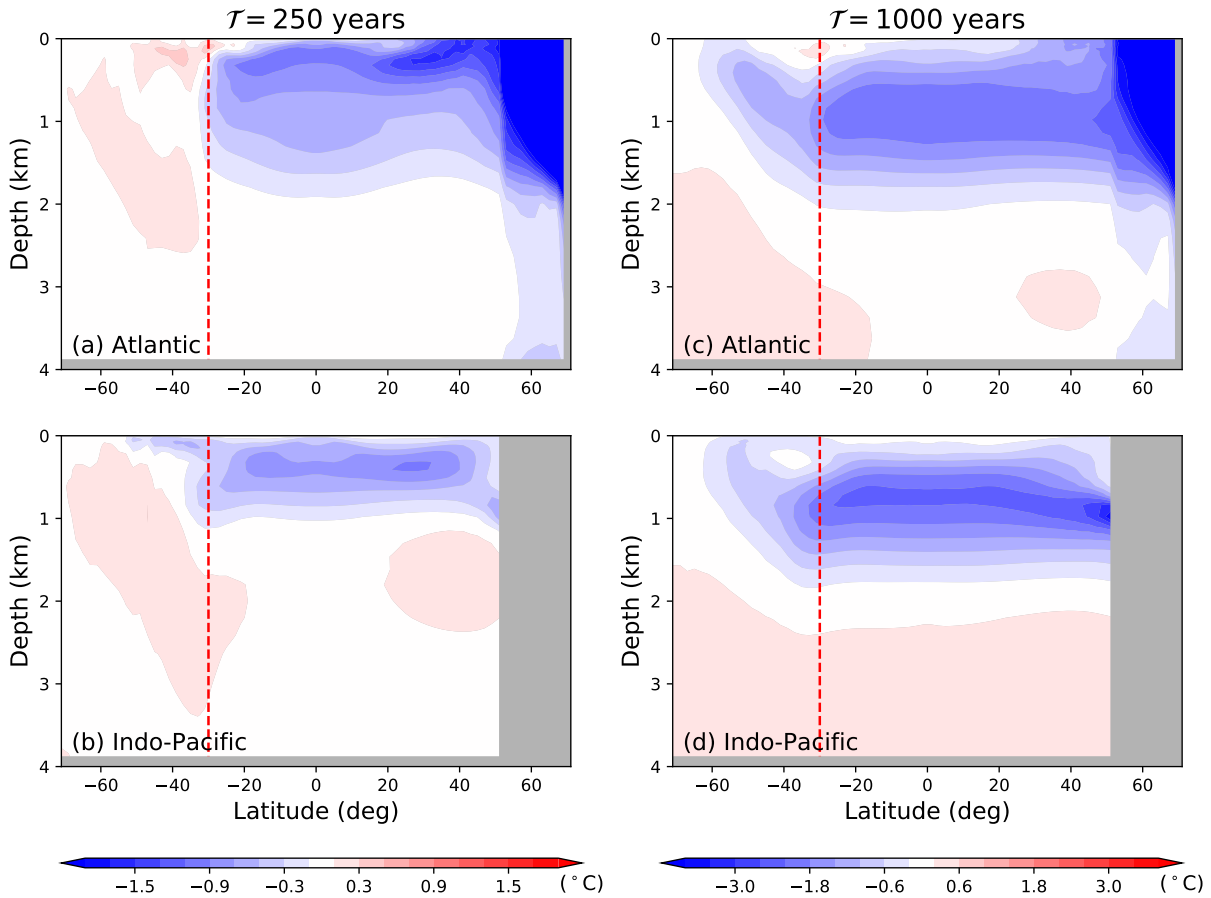 𝒯 = 250 years
𝒯 = 1000 years
0
1
2
3
4
Depth (km)
(a) Atlantic
−60 −40 −20 0 20 40 60
0
1
2
3
4
Depth (km)
(c) Atlantic
−60 −40 −20 0 20 40 60
0
1
2
3
4
Depth (km)
(b) Indo-Pacific
−60 −40 −20 0 20 40 60
Latitude (deg)
0
1
2
3
4
Depth (km)
(d) Indo-Pacific
−60 −40 −20 0 20 40 60
Latitude (deg)
−1.5 −0.9 −0.3 0.3 0.9 1.5 (°C)
−3.0 −1.8 −0.6 0.6 1.8 3.0 (°C)